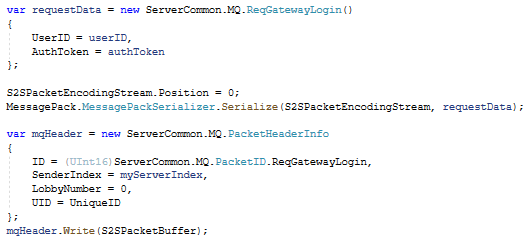 var requestData = new ServerCommon.MQ.ReqGatewayLogin()
{
    UserID = userID,
    AuthToken = authToken
};

S2SPacketEncodingStream.Position = 0;
MessagePack.MessagePackSerializer.Serialize(S2SPacketEncodingStream, requestData);

var mqHeader = new ServerCommon.MQ.PacketHeaderInfo
{
    ID = (UInt16)ServerCommon.MQ.PacketID.ReqGatewayLogin,
    SenderIndex = myServerIndex,
    LobbyNumber = 0,
    UID = UniqueID
};
mqHeader.Write(S2SPacketBuffer);